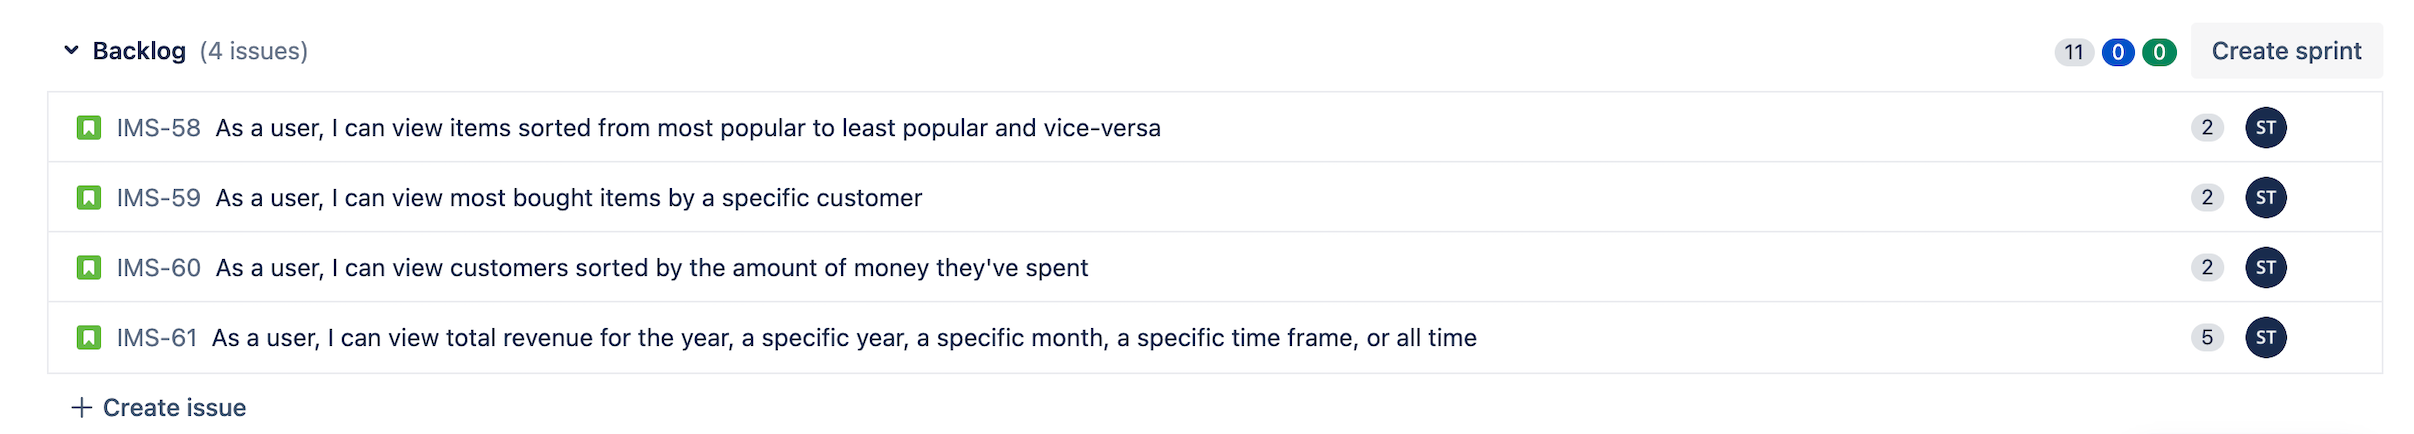 Backlog (4 issues) 11 0 0 Create sprint
IMS-58 As a user, I can view items sorted from most popular to least popular and vice-versa 2 ST
IMS-59 As a user, I can view most bought items by a specific customer 2 ST
IMS-60 As a user, I can view customers sorted by the amount of money they've spent 2 ST
IMS-61 As a user, I can view total revenue for the year, a specific year, a specific month, a specific time frame, or all time 5 ST
+ Create issue